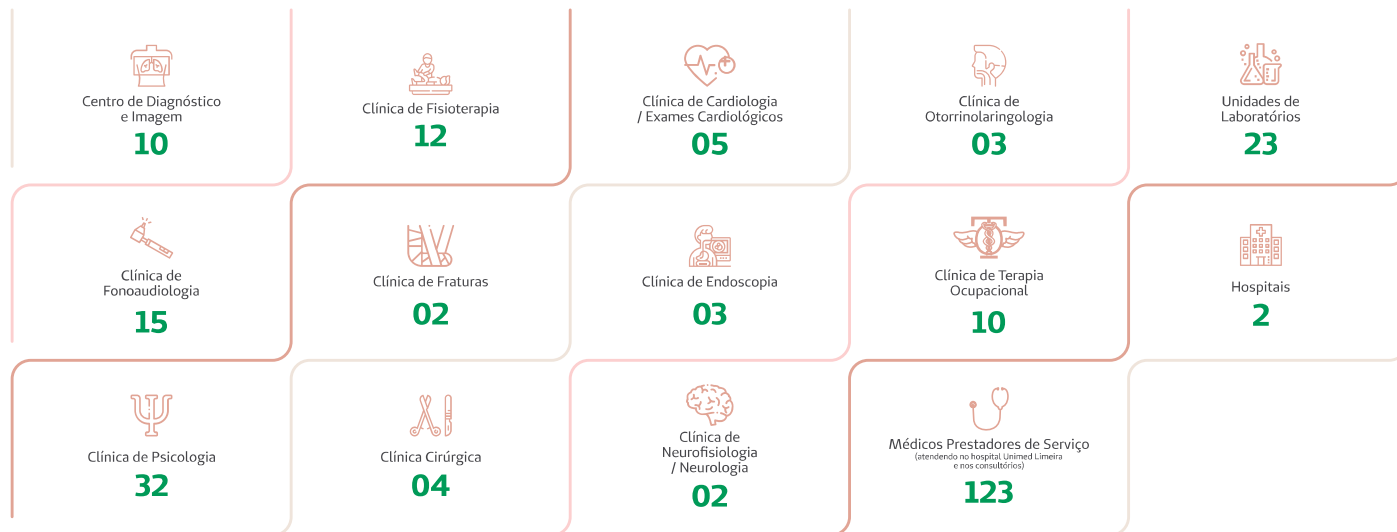 Centro de Diagnóstico
e Imagem
10
Clínica de Fisioterapia
12
Clínica de Cardiologia
/ Exames Cardiológicos
05
Clínica de
Otorrinolaringologia
03
Unidades de
Laboratórios
23
Clínica de
Fonoaudiologia
15
Clínica de Fraturas
02
Clínica de Endoscopia
03
Clínica de Terapia
Ocupacional
10
Hospitais
2
Clínica de Psicologia
32
Clínica Cirúrgica
04
Clínica de
Neurofisiologia
/ Neurologia
02
Médicos Prestadores de Serviço
(atendendo no hospital Unimed Limeira
e nos consultórios)
123